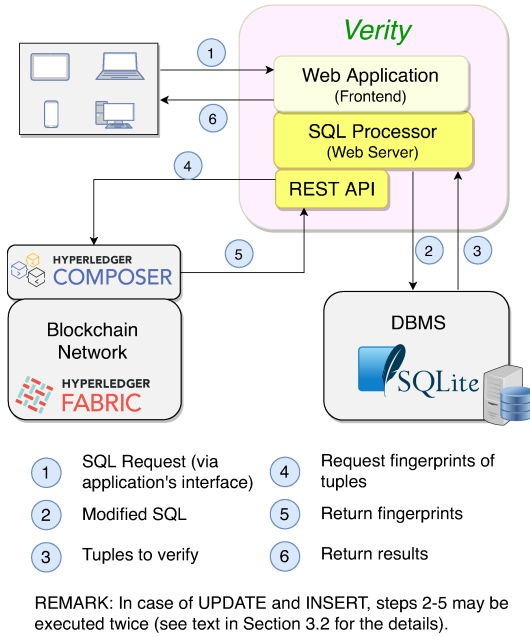 Verity
1
Web Application
(Frontend)
6
SQL Processor
(Web Server)
4
REST API
5
2
3
HYPERLEDGER
COMPOSER
Blockchain
Network
HYPERLEDGER
FABRIC
DBMS
SQLite
1
SQL Request (via
application's interface)
2
Modified SQL
3
Tuples to verify
4
Request fingerprints of
tuples
5
Return fingerprints
6
Return results
REMARK: In case of UPDATE and INSERT, steps 2-5 may be
executed twice (see text in Section 3.2 for the details).